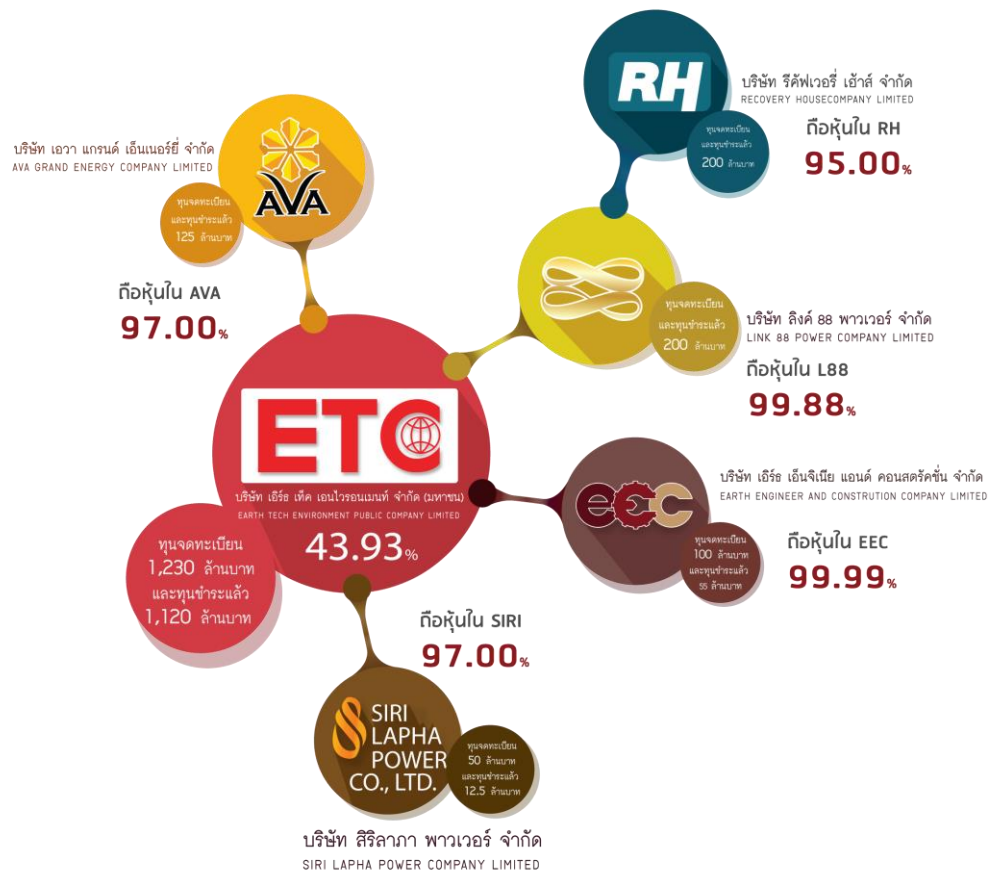 RH
บริษัท รีคัฟเวอรี่ เฮ้าส์ จำกัด
RECOVERY HOUSECOMPANY LIMITED
ทุนจดทะเบียน
และทุนชำระแล้ว
200 ล้านบาท
ถือหุ้นใน RH
95.00%
บริษัท เอวา แกรนด์ เอ็นเนอร์ยี่ จำกัด
AVA GRAND ENERGY COMPANY LIMITED
AVA
ทุนจดทะเบียน
และทุนชำระแล้ว
125 ล้านบาท
ถือหุ้นใน AVA
97.00%
ทุนจดทะเบียน
และทุนชำระแล้ว
200 ล้านบาท
บริษัท ลิงค์ 88 พาวเวอร์ จำกัด
LINK 88 POWER COMPANY LIMITED
ถือหุ้นใน L88
99.88%
ETC
บริษัท เอิร์ธ เท็ค เอนไวรอนเมนท์ จำกัด (มหาชน)
EARTH TECH ENVIRONMENT PUBLIC COMPANY LIMITED
43.93%
ทุนจดทะเบียน
1,230 ล้านบาท
และทุนชำระแล้ว
1,120 ล้านบาท
eec
บริษัท เอิร์ธ เอ็นจิเนีย แอนด์ คอนสตรัคชั่น จำกัด
EARTH ENGINEER AND CONSTRUTION COMPANY LIMITED
ทุนจดทะเบียน
100 ล้านบาท
และทุนชำระแล้ว
55 ล้านบาท
ถือหุ้นใน EEC
99.99%
ถือหุ้นใน SIRI
97.00%
SIRI
LAPHA
POWER
CO., LTD.
ทุนจดทะเบียน
50 ล้านบาท
และทุนชำระแล้ว
12.5 ล้านบาท
บริษัท สิริลาภา พาวเวอร์ จำกัด
SIRI LAPHA POWER COMPANY LIMITED